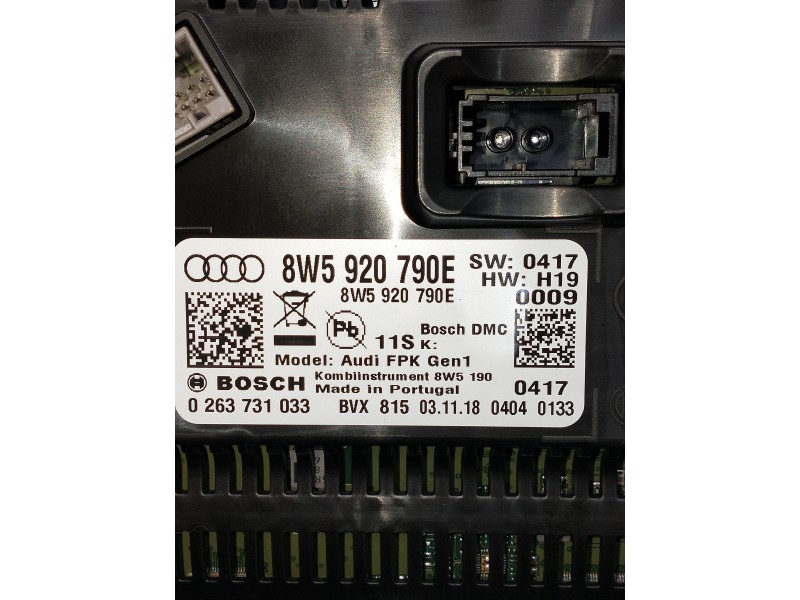 8W5 920 790E SW: 0417
8W5 920 790E HW: H19
0009
Pb 11S K: Bosch DMC
Model: Audi FPK Gen1
BOSCH Kombiinstrument 8W5 190
Made in Portugal 0417
0 263 731 033 BVX 815 03.11.18 0404 0133